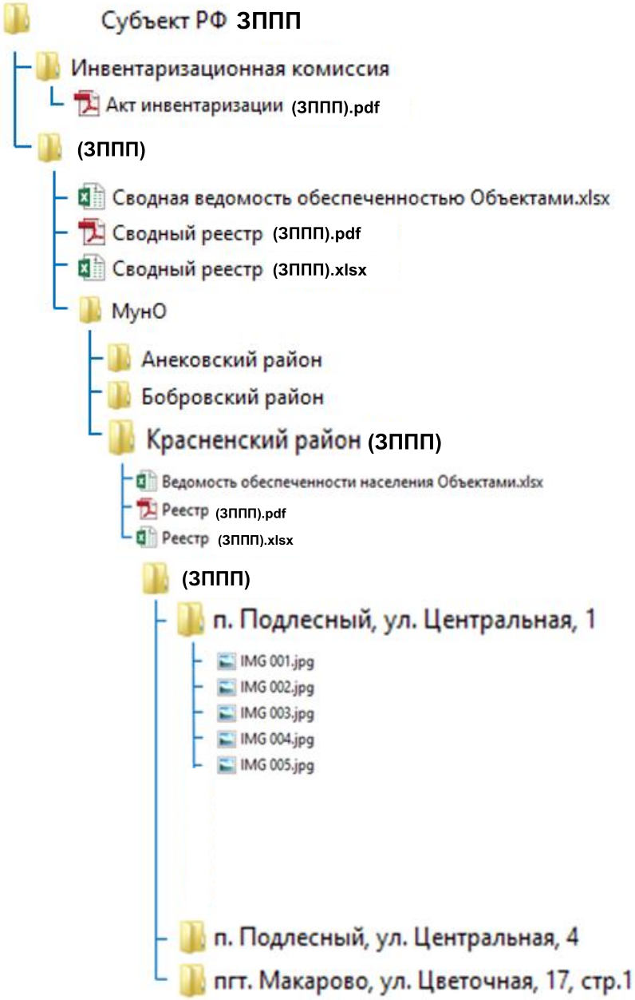 Субъект РФ ЗППП
Инвентаризационная комиссия
Акт инвентаризации (ЗППП).pdf
(ЗППП)
Сводная ведомость обеспеченностью Объектами.xlsx
Сводный реестр (ЗППП).pdf
Сводный реестр (ЗППП).xlsx
МунО
Анековский район
Бобровский район
Красненский район (ЗППП)
Ведомость обеспеченности населения Объектами.xlsx
Реестр (ЗППП).pdf
Реестр (ЗППП).xlsx
(ЗППП)
п. Подлесный, ул. Центральная, 1
IMG 001.jpg
IMG 002.jpg
IMG 003.jpg
IMG 004.jpg
IMG 005.jpg
п. Подлесный, ул. Центральная, 4
пгт. Макарово, ул. Цветочная, 17, стр.1